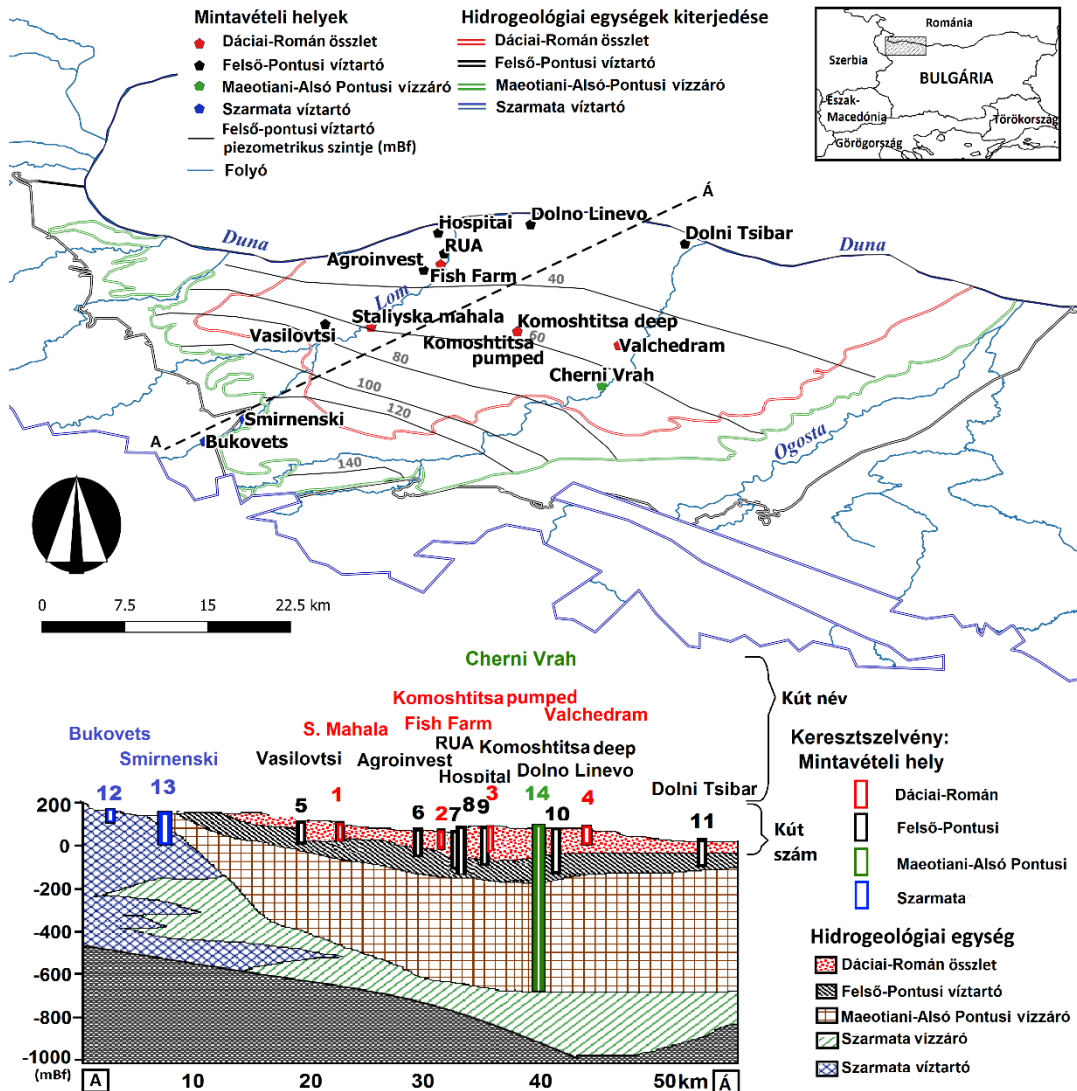 Mintavételi helyek
Dáciai-Román összlet
Felső-Pontusi víztartó
Maeotiani-Alsó Pontusi vízzáró
Szarmata víztartó
Felső-pontusi víztartó
piezometrikus szintje (mBf)
Folyó
Hidrogeológiai egységek kiterjedése
Dáciai-Román összlet
Felső-Pontusi víztartó
Maeotiani-Alsó Pontusi vízzáró
Szarmata víztartó
Románia
Szerbia
BULGÁRIA
Észak-
Macedónia
Törökország
Görögország
Á
Dolno Linevo
Hospitai
Duna
RUA
Dolni Tsibar
Duna
Agroinvest
Fish Farm
40
Lom
Staliyska mahala
Komoshtitsa deep
Vasilovtsi
Komoshtitsa
pumped
60
Valchedram
80
Cherni Vrah
100
120
Smirnenski
A
Bukovets
Ogosta
140
0 7.5 15 22.5 km
Cherni Vrah
Kút név
Komoshtitsa pumped
S. Mahala
Fish Farm
Valchedram
Bukovets
RUA
Smirnenski
Vasilovtsi
Agroinvest
Komoshtitsa deep
Hospital
Dolno Linevo
Dolni Tsibar
12 13 5 1 6 2 7 8 9 3 14 10 4 11
Kút
szám
200
0
-200
-400
-600
-800
-1000
(mBf)
A 10 20 30 40 50 km Á
Keresztszelvény:
Mintavételi hely
Dáciai-Román
Felső-Pontusi
Maeotiani-Alsó Pontusi
Szarmata
Hidrogeológiai egység
Dáciai-Román összlet
Felső-Pontusi víztartó
Maeotiani-Alsó Pontusi vízzáró
Szarmata vízzáró
Szarmata víztartó